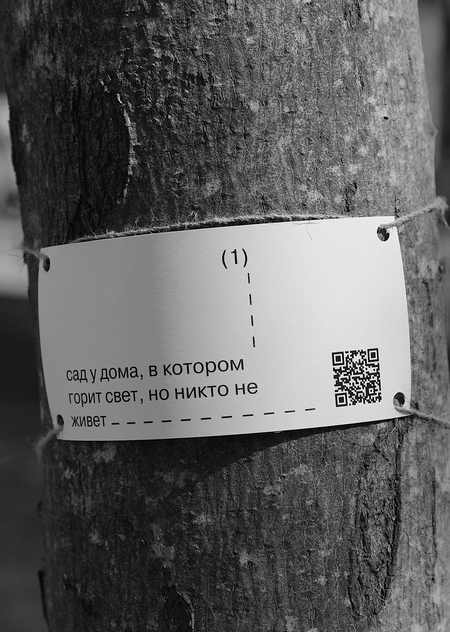 (1)
сад у дома, в котором
горит свет, но никто не
живет